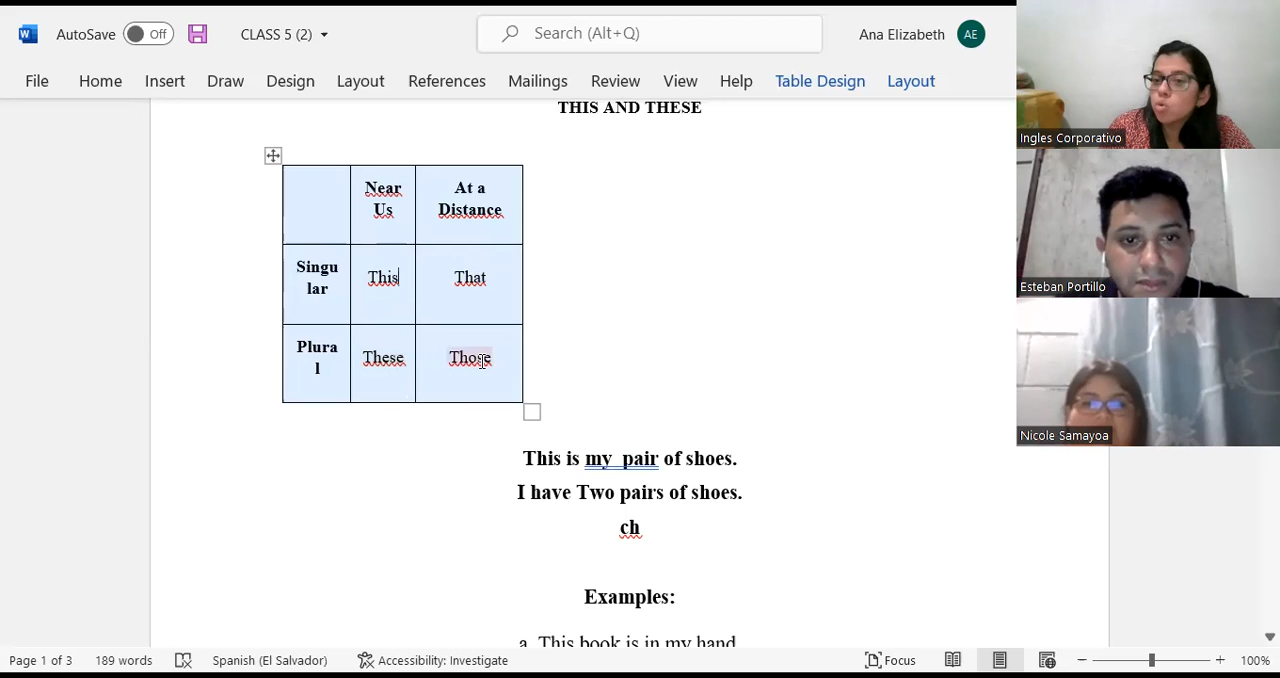 AutoSave Off CLASS 5 (2) Search (Alt+Q) Ana Elizabeth AE
File Home Insert Draw Design Layout References Mailings Review View Help Table Design Layout
THIS AND THESE
Near Us At a Distance
Singu
lar This That
Plura
l These Those
This is my pair of shoes.
I have Two pairs of shoes.
ch
Examples:
a. This book is in my hand
Page 1 of 3 189 words Spanish (El Salvador) Accessibility: Investigate Focus 100%
Ingles Corporativo
Esteban Portillo
Nicole Samayoa